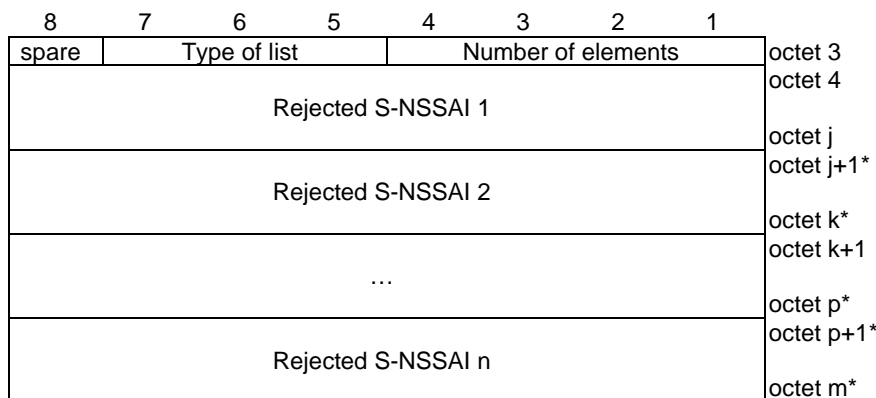 8 7 6 5 4 3 2 1
spare Type of list Number of elements octet 3
octet 4
Rejected S-NSSAI 1
octet j
octet j+1*
Rejected S-NSSAI 2
octet k*
octet k+1
…
octet p*
octet p+1*
Rejected S-NSSAI n
octet m*